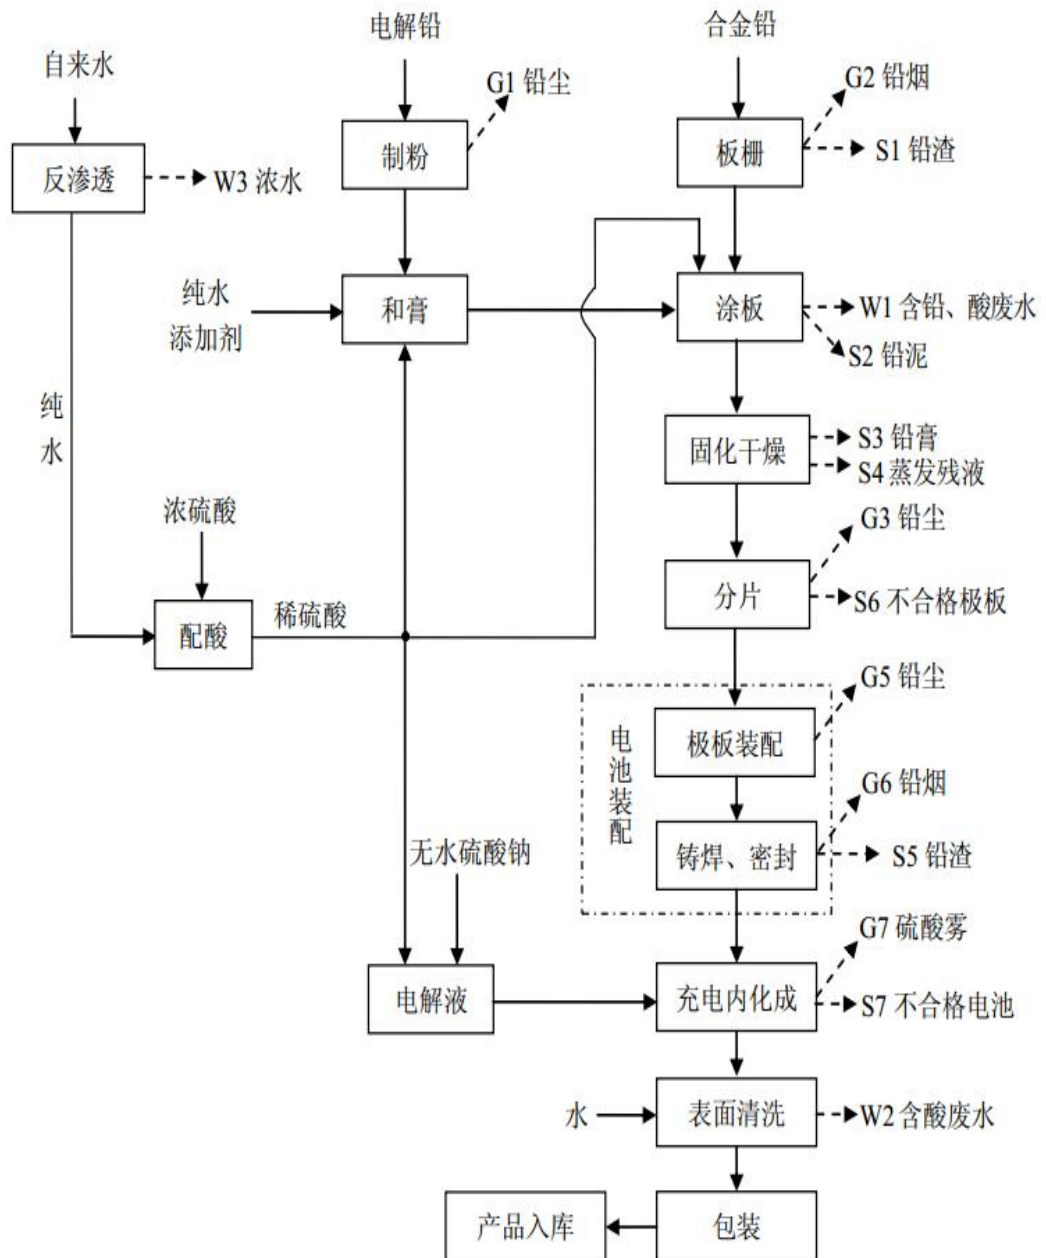 电解铅
合金铅
自来水
G1 铅尘
G2 铅烟
制粉
板栅
S1 铅渣
反渗透
W3 浓水
纯水
添加剂
和膏
涂板
W1 含铅、酸废水
S2 铅泥
纯
水
固化干燥
S3 铅膏
S4 蒸发残液
浓硫酸
G3 铅尘
分片
S6 不合格极板
配酸
稀硫酸
G5 铅尘
电
池
装
配
极板装配
G6 铅烟
无水硫酸钠
铸焊、密封
S5 铅渣
G7 硫酸雾
电解液
充电内化成
S7 不合格电池
水
表面清洗
W2 含酸废水
产品入库
包装